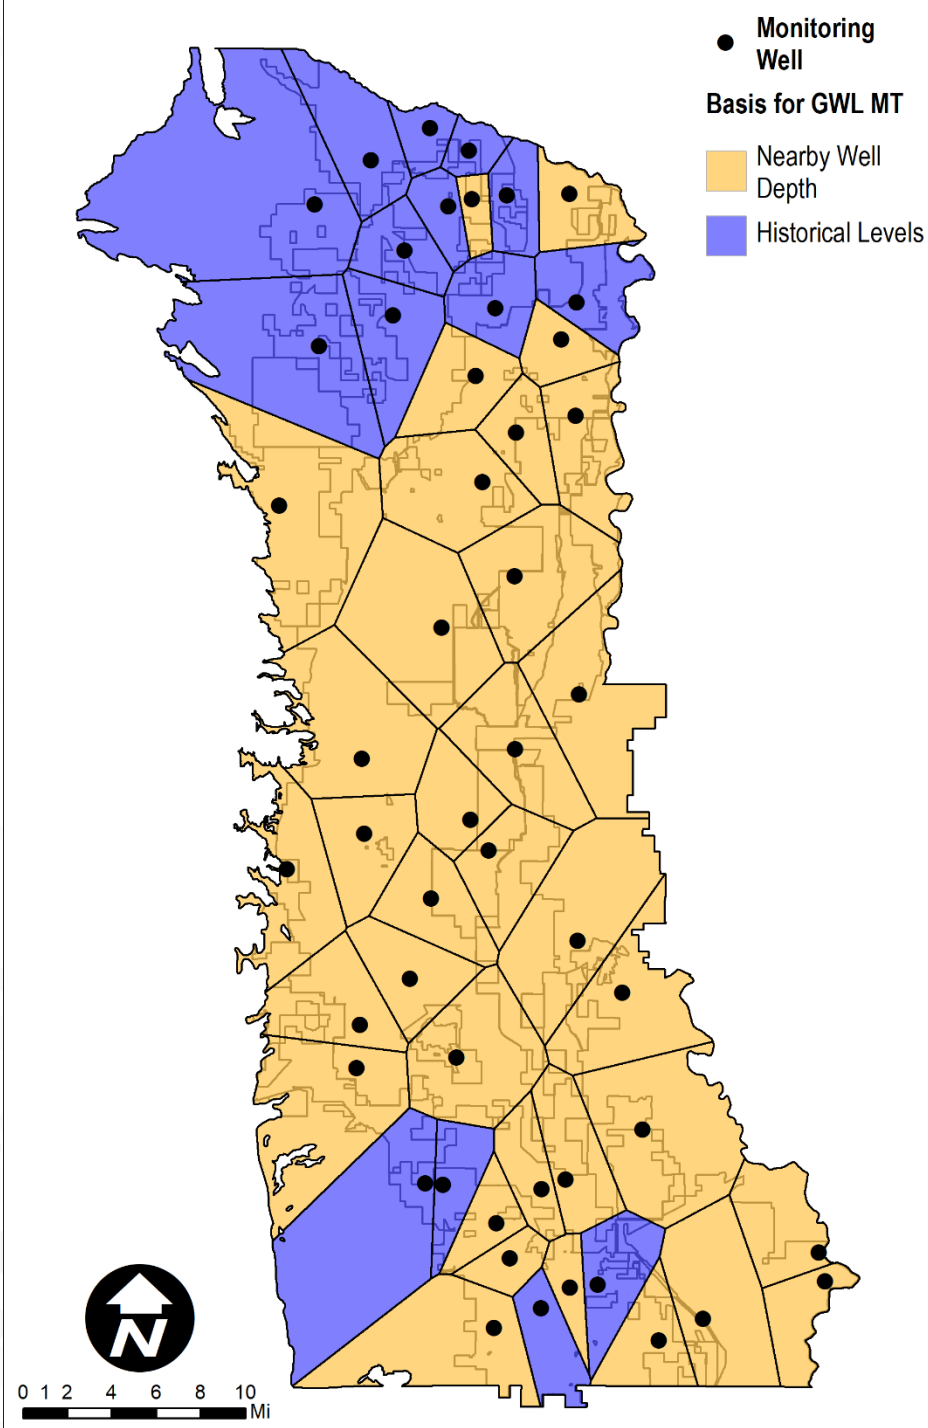 Monitoring
Well
Basis for GWL MT
Nearby Well
Depth
Historical Levels
N
0 1 2 4 6 8 10
Mi